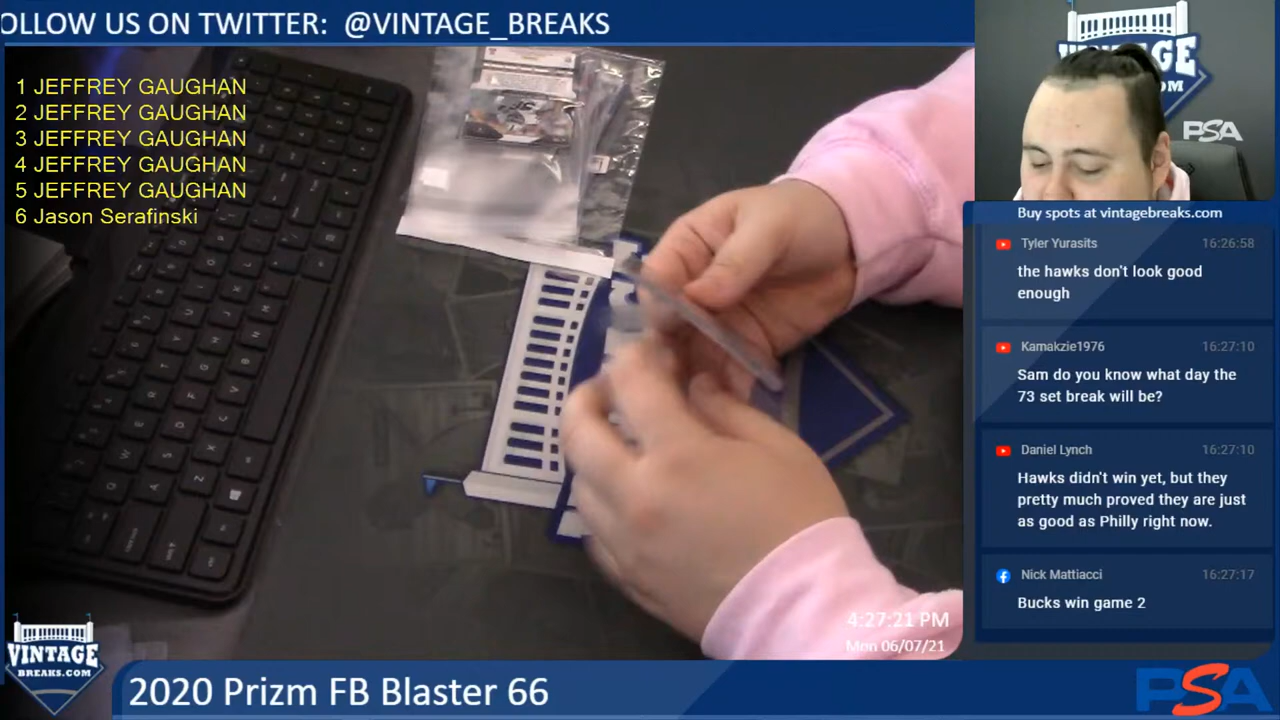 OLLOW US ON TWITTER: @VINTAGE_BREAKS
1 JEFFREY GAUGHAN
2 JEFFREY GAUGHAN
3 JEFFREY GAUGHAN
4 JEFFREY GAUGHAN
5 JEFFREY GAUGHAN
6 Jason Serafinski
VINTAGE
.COM
PSA
Buy spots at vintagebreaks.com
Tyler Yurasits 16:26:58
the hawks don't look good
enough
Kamakzie1976 16:27:10
Sam do you know what day the
73 set break will be?
Daniel Lynch 16:27:10
Hawks didn't win yet, but they
pretty much proved they are just
as good as Philly right now.
Nick Mattiacci 16:27:17
Bucks win game 2
4:27:21 PM
Mon 06/07/21
VINTAGE
BREAKS.COM
2020 Prizm FB Blaster 66
PSA